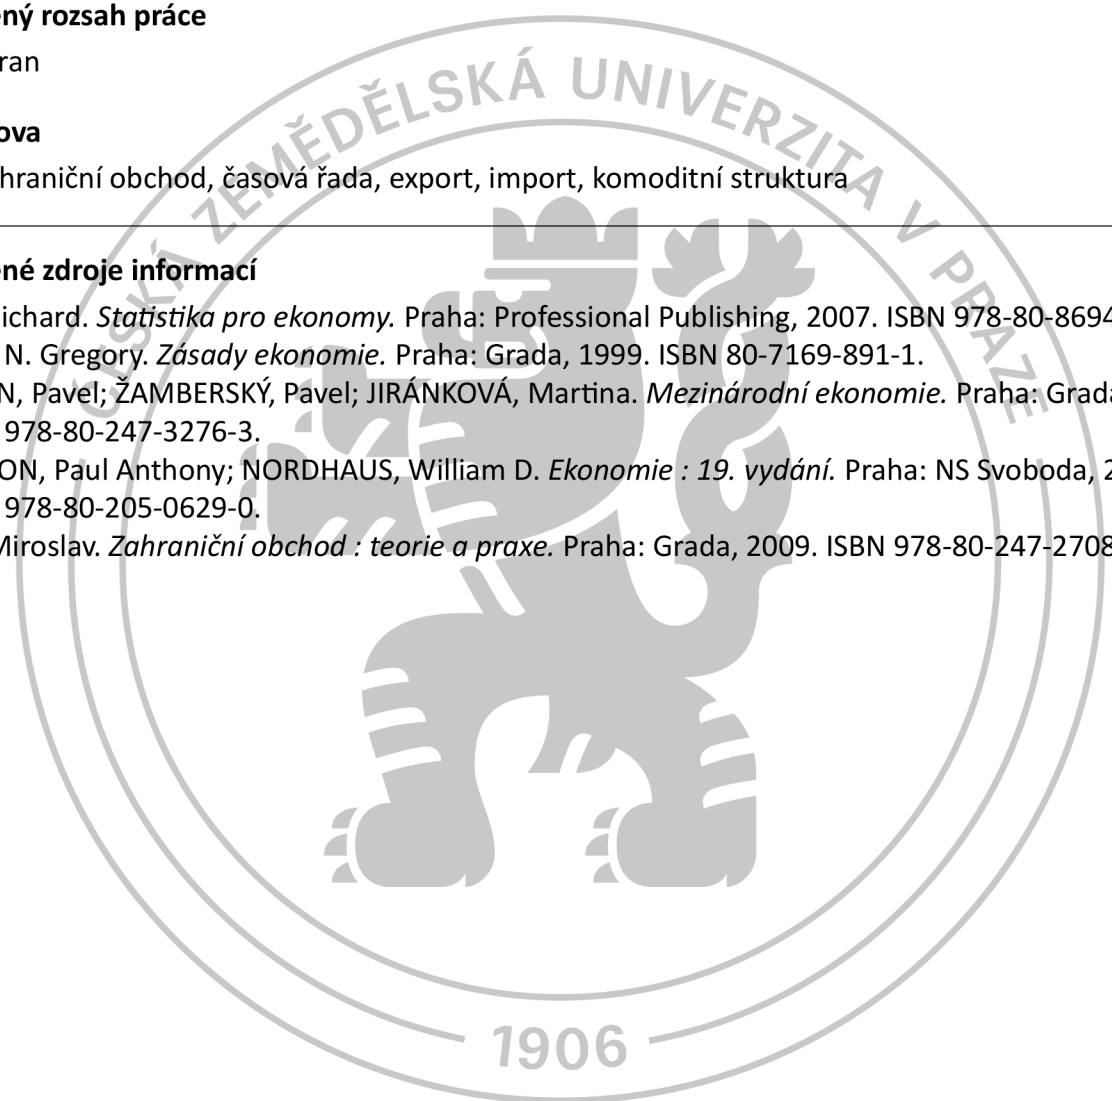 ený rozsah práce
ran
ova
hraniční obchod, časová řada, export, import, komoditní struktura
ené zdroje informací
ichard. Statistika pro ekonomy. Praha: Professional Publishing, 2007. ISBN 978-80-8694
N. Gregory. Zásady ekonomie. Praha: Grada, 1999. ISBN 80-7169-891-1.
N, Pavel; ŽAMBERSKÝ, Pavel; JIRÁNKOVÁ, Martina. Mezinárodní ekonomie. Praha: Grada
978-80-247-3276-3.
ON, Paul Anthony; NORDHAUS, William D. Ekonomie : 19. vydání. Praha: NS Svoboda, 2
978-80-205-0629-0.
Miroslav. Zahraniční obchod : teorie a praxe. Praha: Grada, 2009. ISBN 978-80-247-2708
ČESKÁ ZEMĚDĚLSKÁ UNIVERZITA V PRAZE
1906